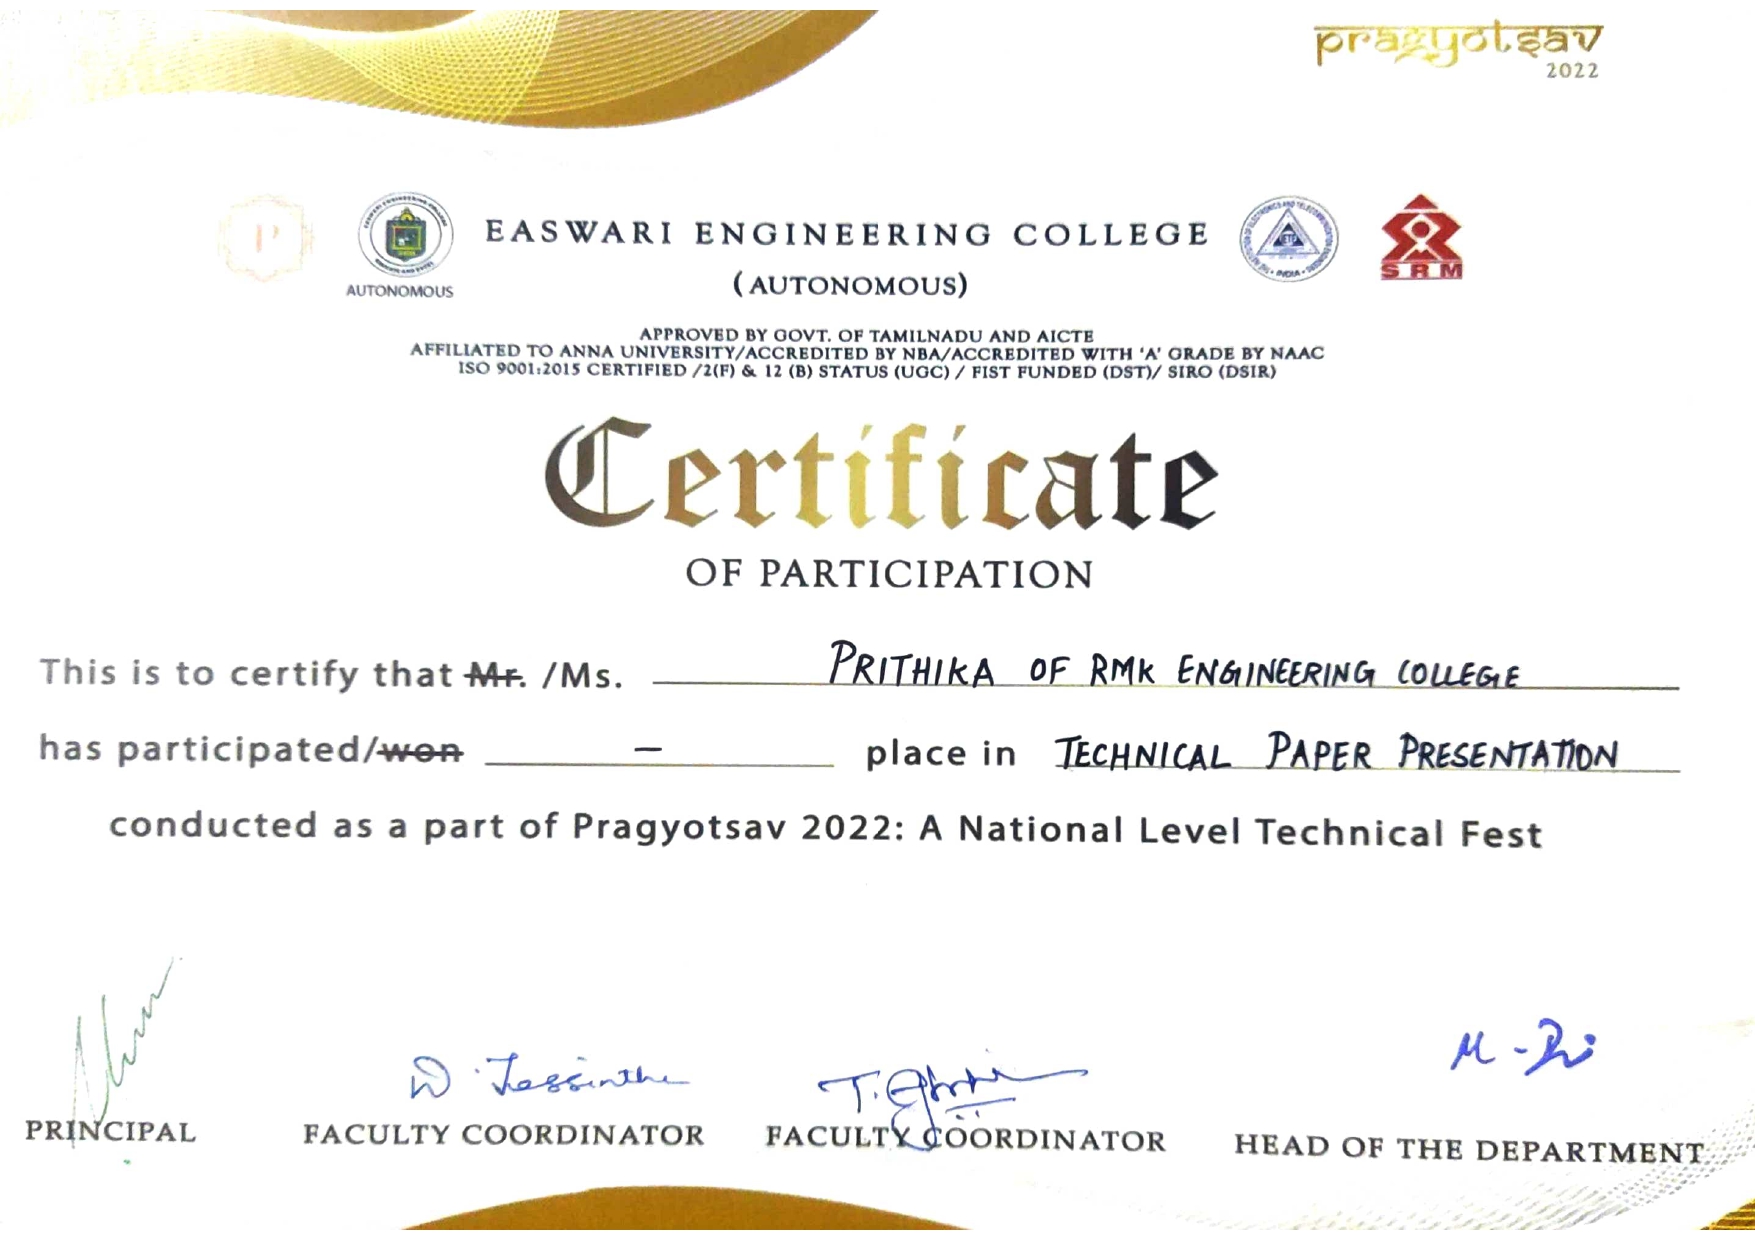 pragyotsav
2022
P
EASWARI ENGINEERING COLLEGE
AUTONOMOUS
(AUTONOMOUS)
SRM
APPROVED BY GOVT. OF TAMILNADU AND AICTE
AFFILIATED TO ANNA UNIVERSITY/ACCREDITED BY NBA/ACCREDITED WITH 'A' GRADE BY NAAC
ISO 9001:2015 CERTIFIED /2(F) & 12 (B) STATUS (UGC) / FIST FUNDED (DST)/ SIRO (DSIR)
Certificate
OF PARTICIPATION
This is to certify that Mr. /Ms. PRITHIKA OF RMK ENGINEERING COLLEGE
has participated/won – place in TECHNICAL PAPER PRESENTATION
conducted as a part of Pragyotsav 2022: A National Level Technical Fest
PRINCIPAL
FACULTY COORDINATOR
FACULTY COORDINATOR
HEAD OF THE DEPARTMENT